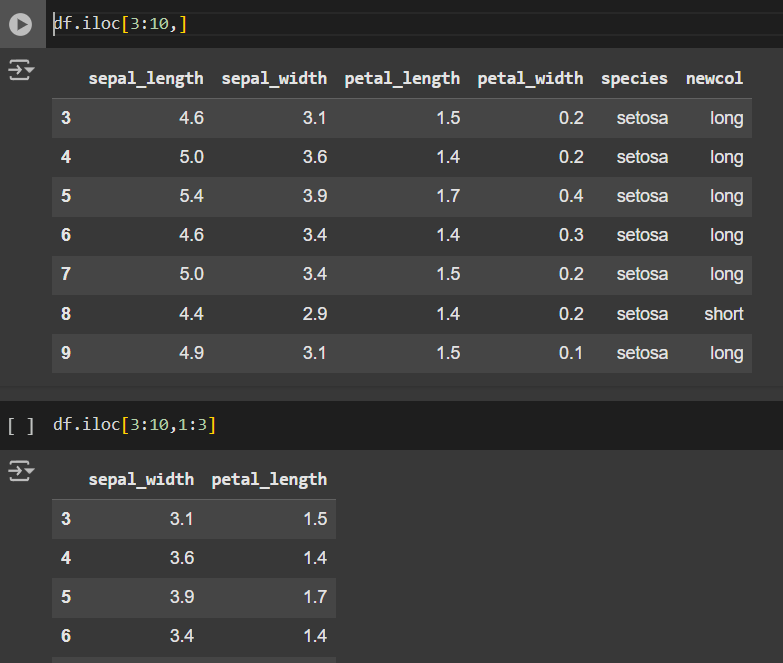 df.iloc[3:10,]
sepal_length sepal_width petal_length petal_width species newcol
3 4.6 3.1 1.5 0.2 setosa long
4 5.0 3.6 1.4 0.2 setosa long
5 5.4 3.9 1.7 0.4 setosa long
6 4.6 3.4 1.4 0.3 setosa long
7 5.0 3.4 1.5 0.2 setosa long
8 4.4 2.9 1.4 0.2 setosa short
9 4.9 3.1 1.5 0.1 setosa long
[ ] df.iloc[3:10,1:3]
sepal_width petal_length
3 3.1 1.5
4 3.6 1.4
5 3.9 1.7
6 3.4 1.4